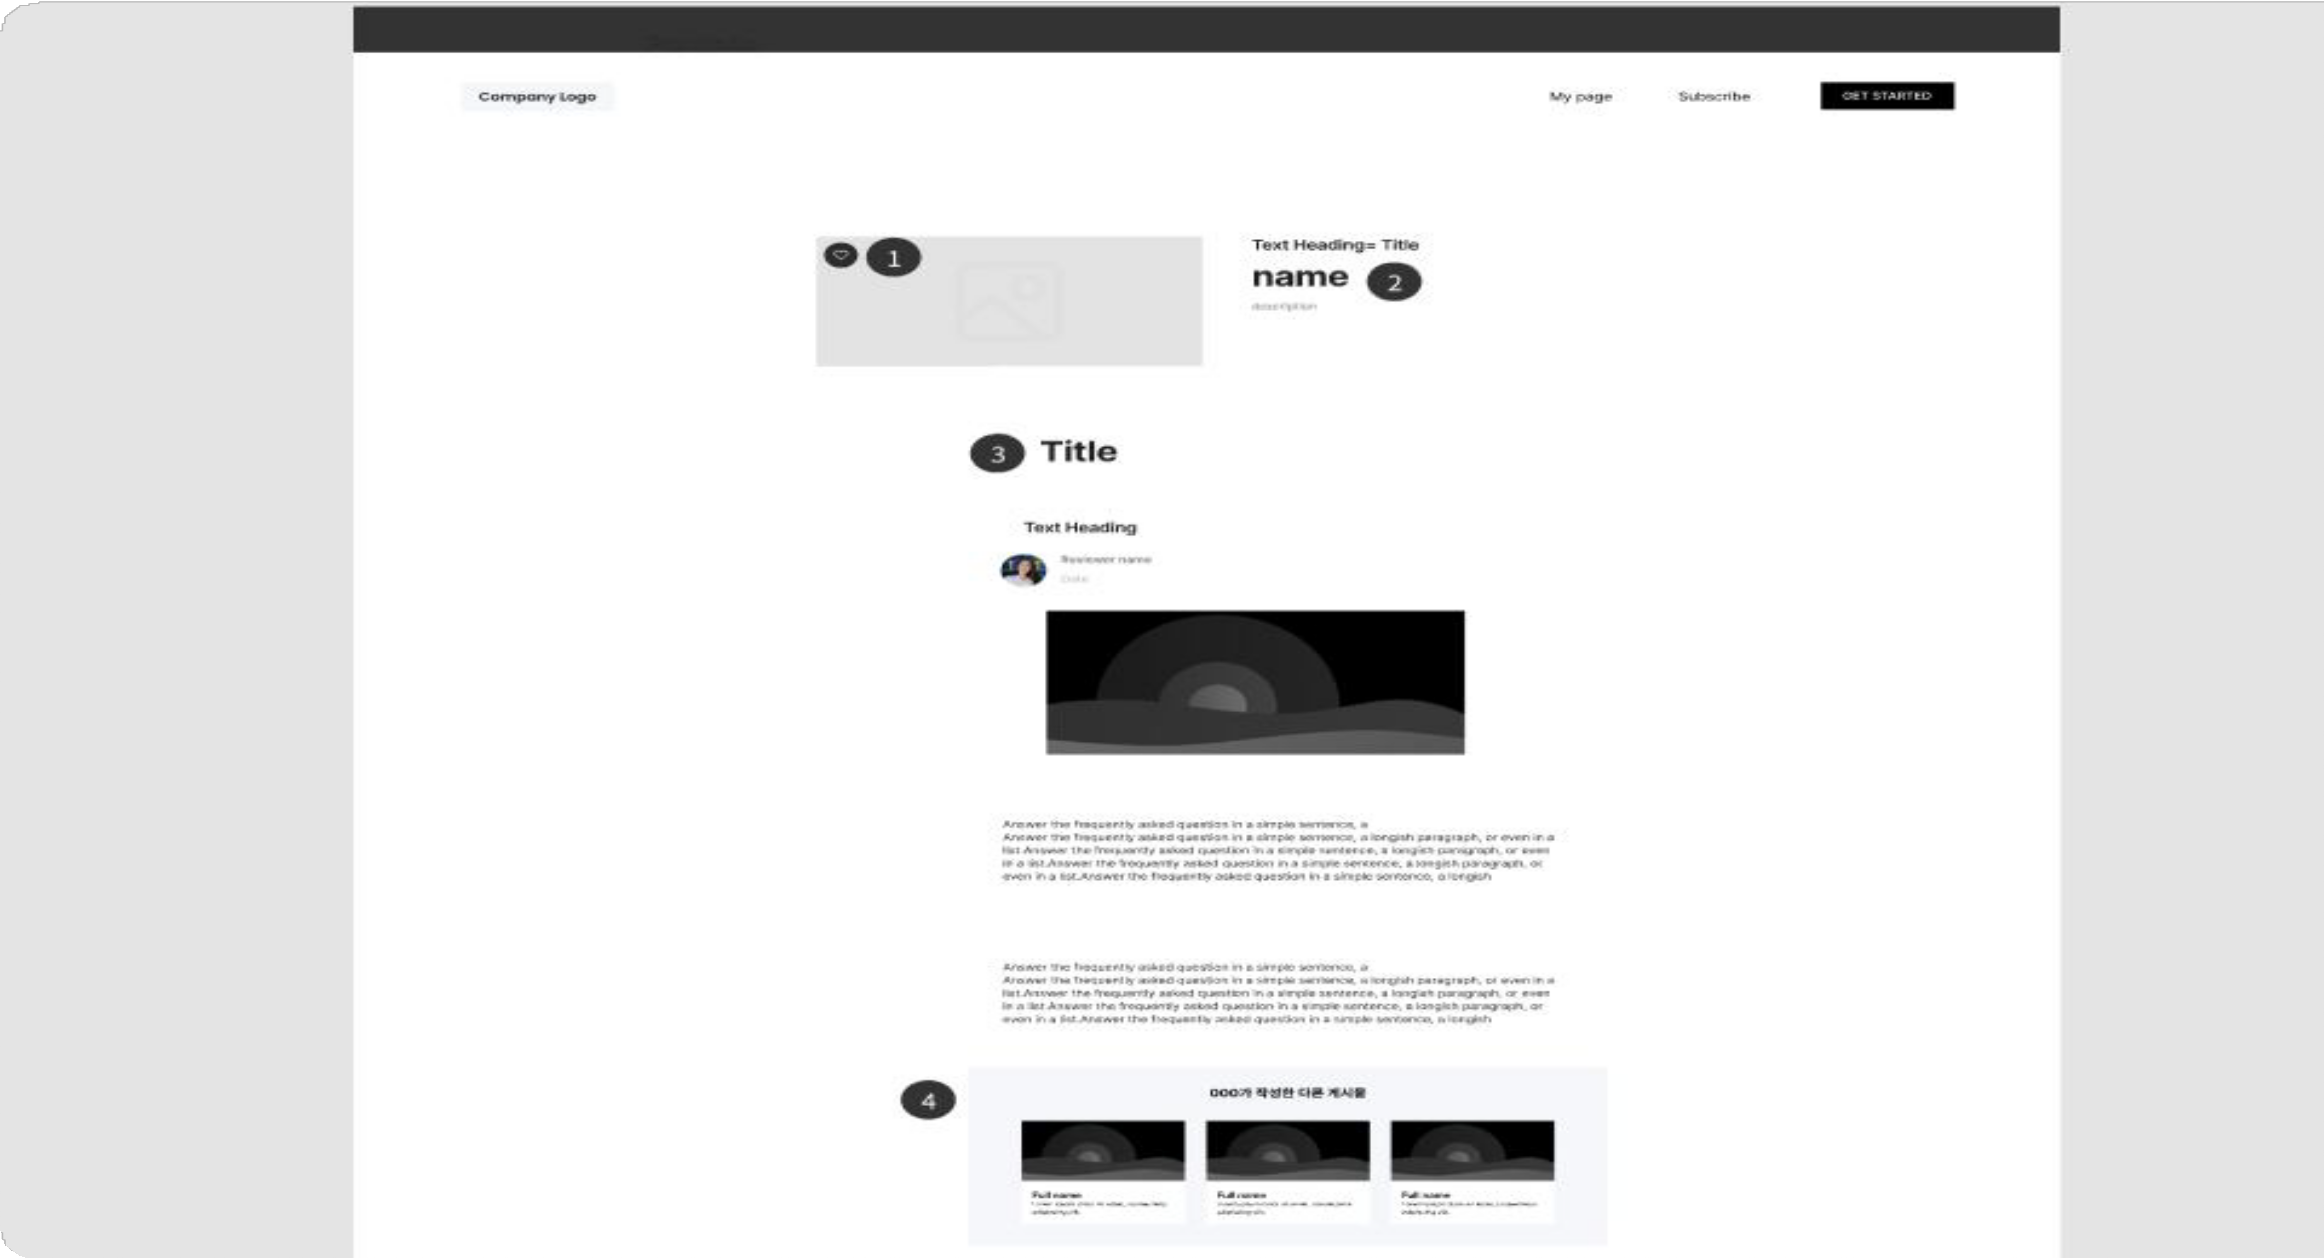 Company Logo
My page
Subscribe
GET STARTED
1
Text Heading= Title
name
2
description
3
Title
Text Heading
Reviewer name
Date
Answer the frequently asked question in a simple sentence, a
Answer the frequently asked question in a simple sentence, a longish paragraph, or even in a
list.Answer the frequently asked question in a simple sentence, a longish paragraph, or even
in a list.Answer the frequently asked question in a simple sentence, a longish paragraph, or
even in a list.Answer the frequently asked question in a simple sentence, a longish
Answer the frequently asked question in a simple sentence, a
Answer the frequently asked question in a simple sentence, a longish paragraph, or even in a
list.Answer the frequently asked question in a simple sentence, a longish paragraph, or even
in a list.Answer the frequently asked question in a simple sentence, a longish paragraph, or
even in a list.Answer the frequently asked question in a simple sentence, a longish
4
OOO가 작성한 다른 게시물
Full name
Full name
Full name